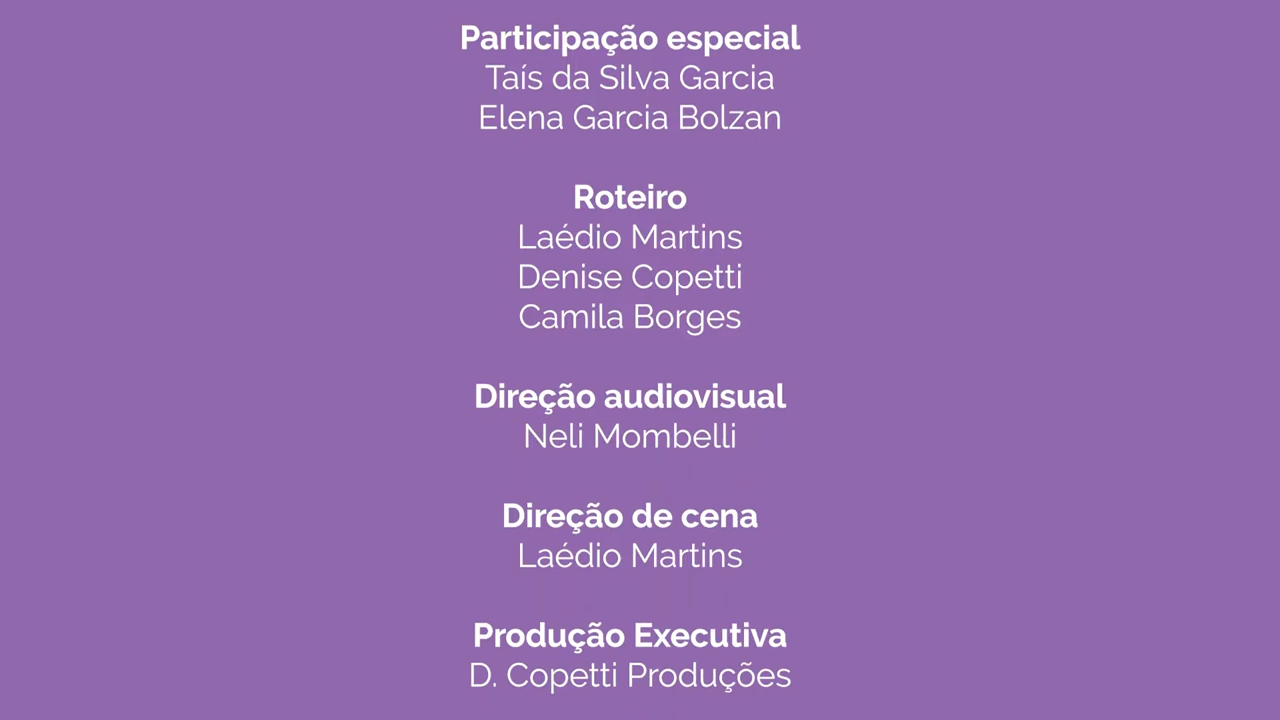 Participação especial
Taís da Silva Garcia
Elena Garcia Bolzan
Roteiro
Laédio Martins
Denise Copetti
Camila Borges
Direção audiovisual
Neli Mombelli
Direção de cena
Laédio Martins
Produção Executiva
D. Copetti Produções